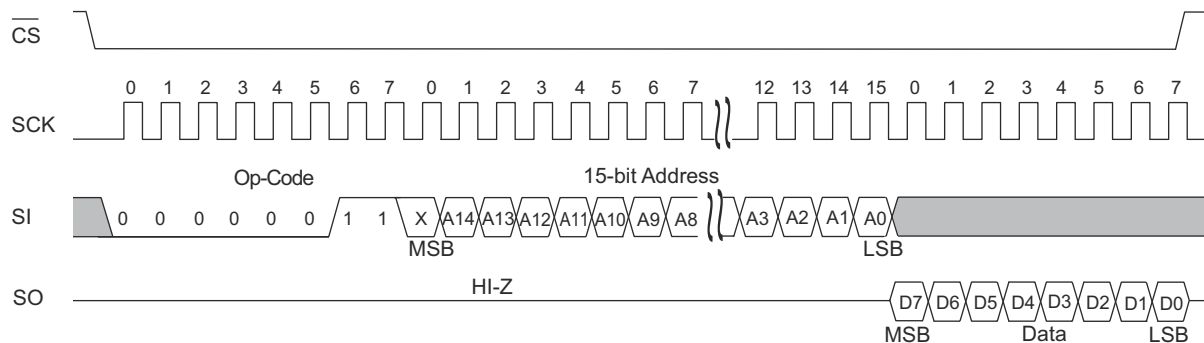 CS
0 1 2 3 4 5 6 7 0 1 2 3 4 5 6 7 12 13 14 15 0 1 2 3 4 5 6 7
SCK
Op-Code 15-bit Address
SI 0 0 0 0 0 0 1 1 X A14 A13 A12 A11 A10 A9 A8 A3 A2 A1 A0
MSB LSB
HI-Z
SO D7 D6 D5 D4 D3 D2 D1 D0
MSB Data LSB